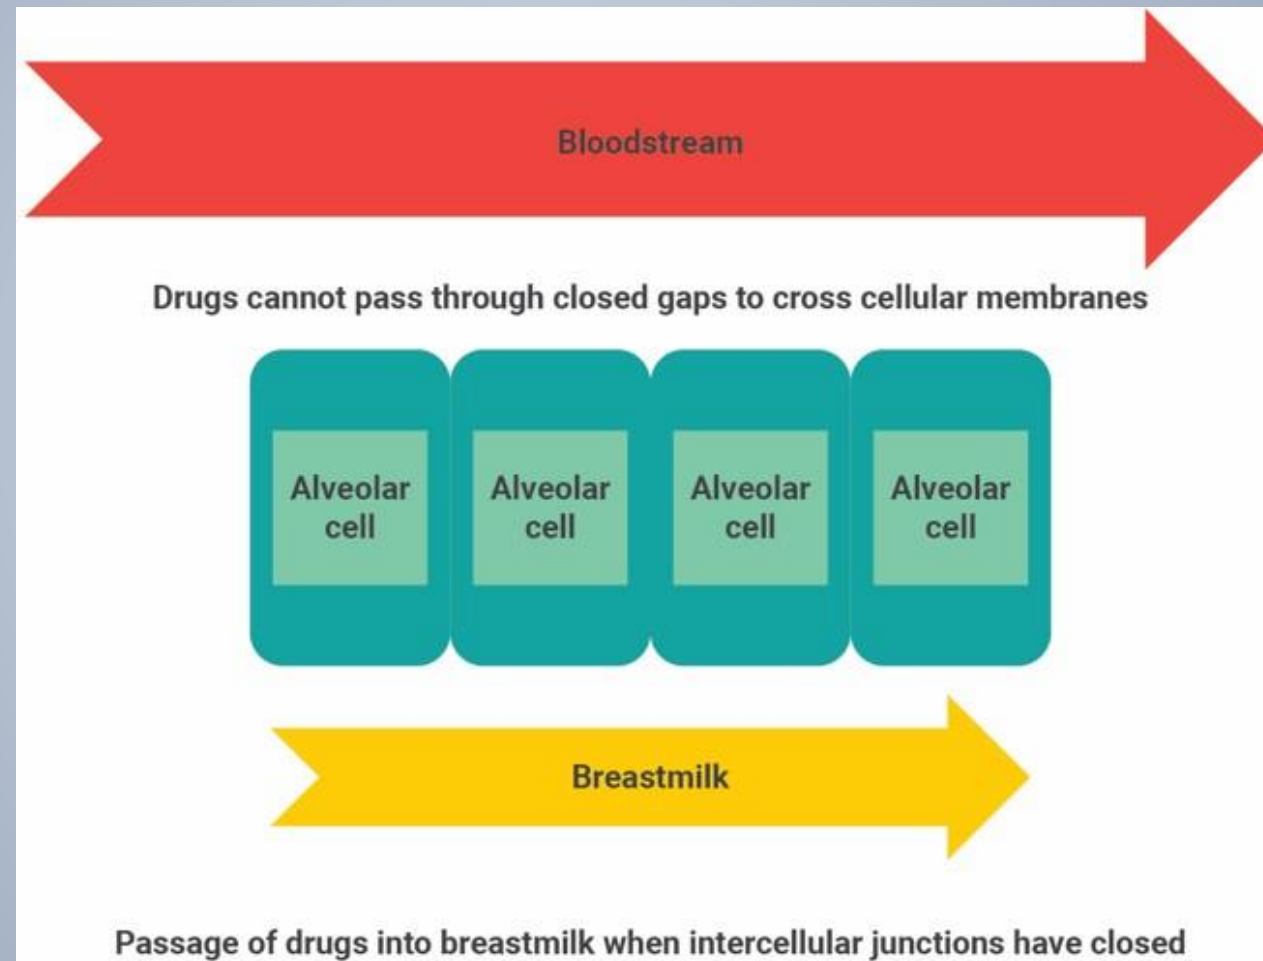 Bloodstream
Drugs cannot pass through closed gaps to cross cellular membranes
Alveolar
cell
Alveolar
cell
Alveolar
cell
Alveolar
cell
Breastmilk
Passage of drugs into breastmilk when intercellular junctions have closed